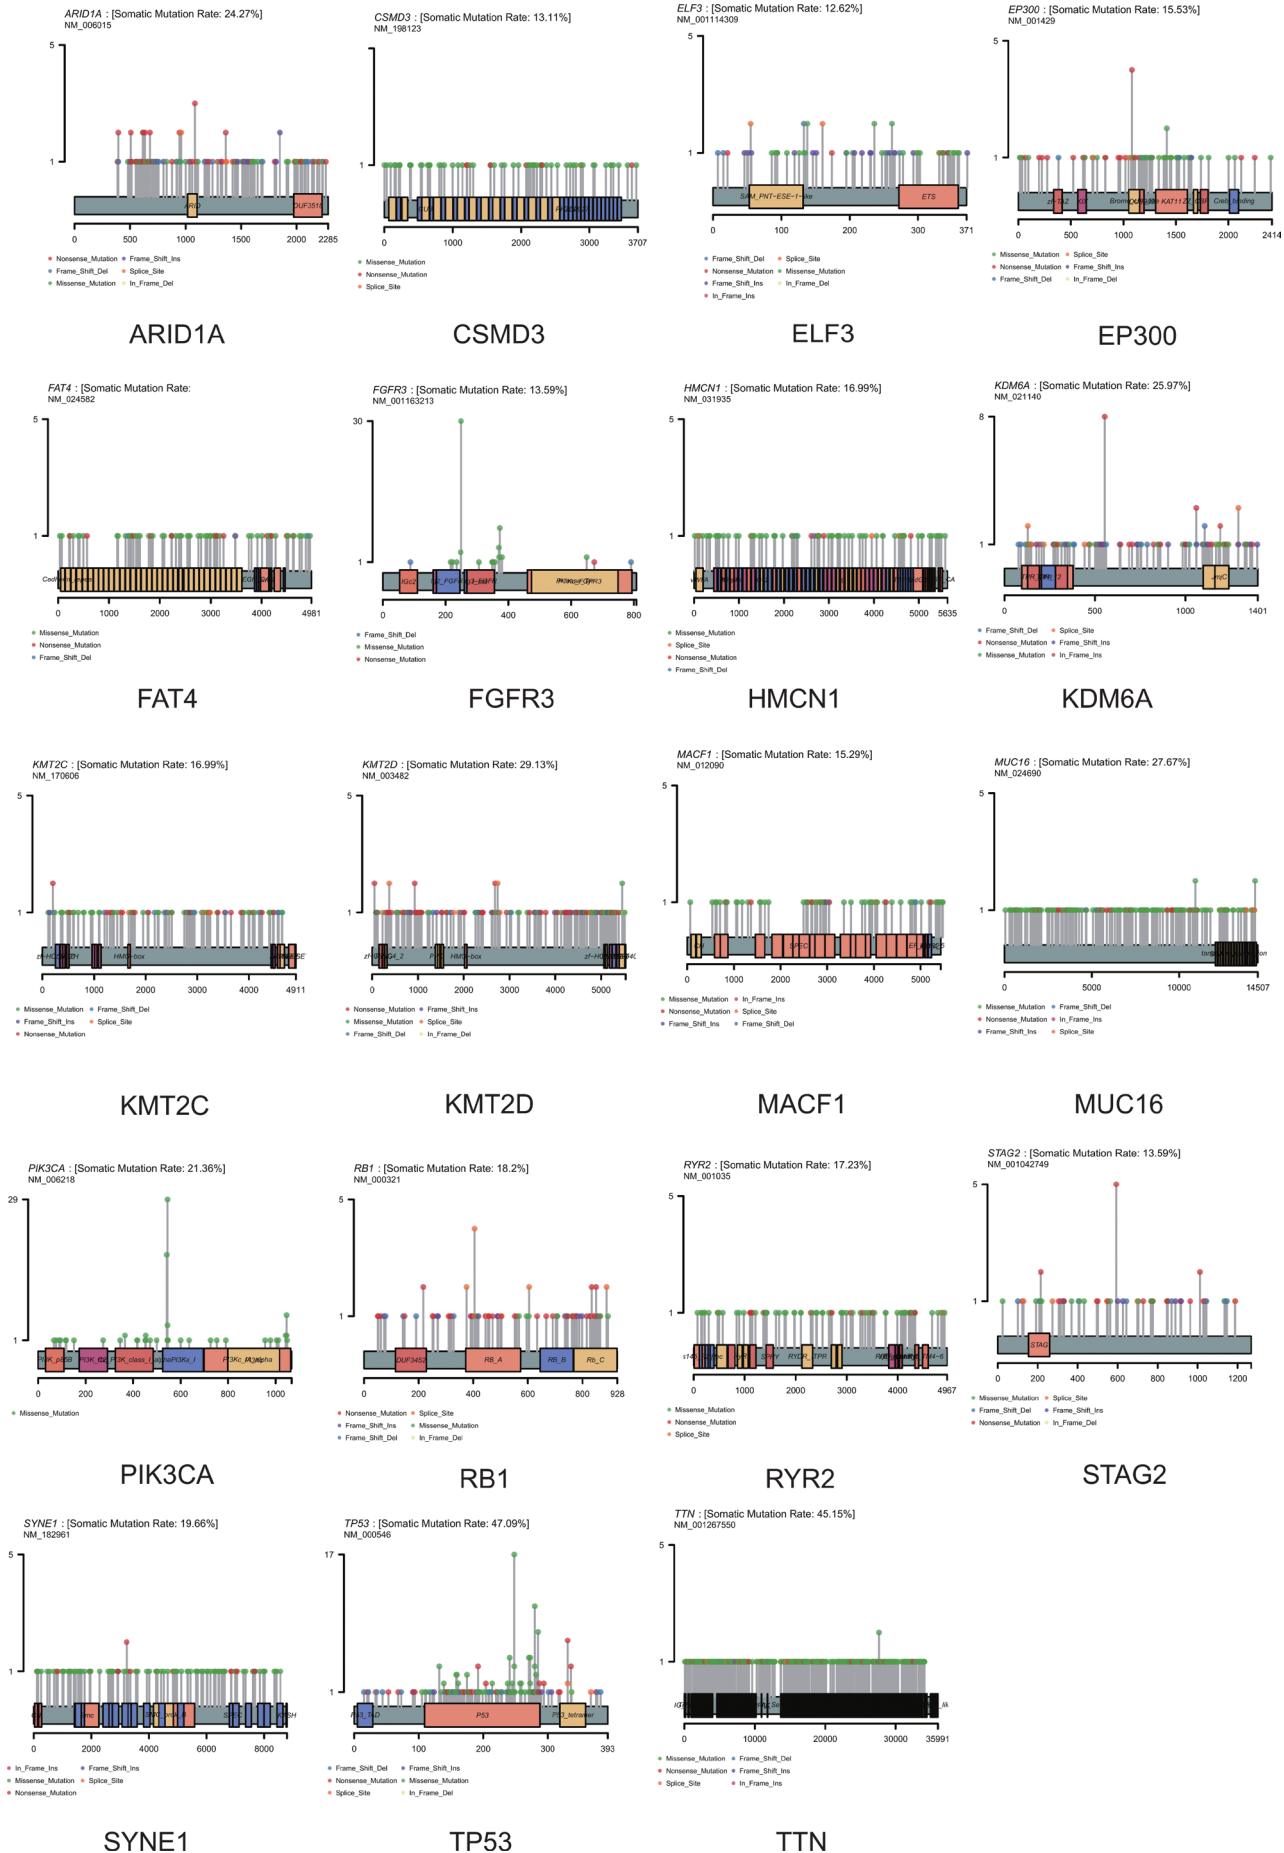 ARID1A : [Somatic Mutation Rate: 24.27%]
NM_006015
5
1
ARID
DUF3518
0 500 1000 1500 2000 2285
Nonsense_Mutation Frame_Shift_Ins
Frame_Shift_Del Splice_Site
Missense_Mutation In_Frame_Del
ARID1A
CSMD3 : [Somatic Mutation Rate: 13.11%]
NM_198123
1
CUB
0 1000 2000 3000 3707
Missense_Mutation
Nonsense_Mutation
Splice_Site
CSMD3
ELF3 : [Somatic Mutation Rate: 12.62%]
NM_001114309
5
1
SAM_PNT-ESE-1-like
ETS
0 100 200 300 371
Frame_Shift_Del Splice_Site
Nonsense_Mutation Missense_Mutation
Frame_Shift_Ins In_Frame_Del
In_Frame_Ins
ELF3
EP300 : [Somatic Mutation Rate: 15.53%]
NM_001429
5
1
zf-TAZ
KIX
KAT11
Creb_binding
0 500 1000 1500 2000 2414
Missense_Mutation Splice_Site
Nonsense_Mutation Frame_Shift_Ins
Frame_Shift_Del In_Frame_Del
EP300
FAT4 : [Somatic Mutation Rate:
NM_024582
5
1
0 1000 2000 3000 4000 4981
Missense_Mutation
Nonsense_Mutation
Frame_Shift_Del
FAT4
FGFR3 : [Somatic Mutation Rate: 13.59%]
NM_001163213
30
1
IGc2
0 200 400 600 800
Frame_Shift_Del
Missense_Mutation
Nonsense_Mutation
FGFR3
HMCN1 : [Somatic Mutation Rate: 16.99%]
NM_031935
5
1
vWFA
0 1000 2000 3000 4000 5000 5635
Missense_Mutation
Splice_Site
Nonsense_Mutation
Frame_Shift_Del
HMCN1
KDM6A : [Somatic Mutation Rate: 25.97%]
NM_021140
8
1
JmjC
0 500 1000 1401
Frame_Shift_Del Splice_Site
Nonsense_Mutation Frame_Shift_Ins
Missense_Mutation In_Frame_Ins
KDM6A
KMT2C : [Somatic Mutation Rate: 16.99%]
NM_170606
5
1
HMG-box
0 1000 2000 3000 4000 4911
Missense_Mutation Frame_Shift_Del
Frame_Shift_Ins Splice_Site
Nonsense_Mutation
KMT2C
KMT2D : [Somatic Mutation Rate: 29.13%]
NM_003482
5
1
HMG-box
0 1000 2000 3000 4000 5000
Nonsense_Mutation Frame_Shift_Ins
Missense_Mutation Splice_Site
Frame_Shift_Del In_Frame_Del
KMT2D
MACF1 : [Somatic Mutation Rate: 15.29%]
NM_012090
5
1
CH
SPEC
0 1000 2000 3000 4000 5000
Missense_Mutation In_Frame_Ins
Nonsense_Mutation Splice_Site
Frame_Shift_Ins Frame_Shift_Del
MACF1
MUC16 : [Somatic Mutation Rate: 27.67%]
NM_024690
5
1
0 5000 10000 14507
Missense_Mutation Frame_Shift_Del
Nonsense_Mutation In_Frame_Ins
Frame_Shift_Ins Splice_Site
MUC16
PIK3CA : [Somatic Mutation Rate: 21.36%]
NM_006218
29
1
0 200 400 600 800 1000
Missense_Mutation
PIK3CA
RB1 : [Somatic Mutation Rate: 18.2%]
NM_000321
5
1
DUF3452
RB_A
RB_B
Rb_C
0 200 400 600 800 928
Nonsense_Mutation Splice_Site
Frame_Shift_Ins Missense_Mutation
Frame_Shift_Del In_Frame_Del
RB1
RYR2 : [Somatic Mutation Rate: 17.23%]
NM_001035
5
1
SPRY
0 1000 2000 3000 4000 4967
Missense_Mutation
Nonsense_Mutation
Splice_Site
RYR2
STAG2 : [Somatic Mutation Rate: 13.59%]
NM_001042749
5
1
STAG
0 200 400 600 800 1000 1200
Missense_Mutation Splice_Site
Frame_Shift_Del Frame_Shift_Ins
Nonsense_Mutation In_Frame_Del
STAG2
SYNE1 : [Somatic Mutation Rate: 19.66%]
NM_182961
5
1
0 2000 4000 6000 8000
In_Frame_Ins Frame_Shift_Ins
Missense_Mutation Splice_Site
Nonsense_Mutation
SYNE1
TP53 : [Somatic Mutation Rate: 47.09%]
NM_000546
17
1
P53_TAD
P53
P53_tetramer
0 100 200 300 393
Frame_Shift_Del Frame_Shift_Ins
Nonsense_Mutation Missense_Mutation
Splice_Site In_Frame_Del
TP53
TTN : [Somatic Mutation Rate: 45.15%]
NM_001267550
5
1
0 10000 20000 30000 35991
Missense_Mutation Frame_Shift_Del
Nonsense_Mutation Frame_Shift_Ins
Splice_Site In_Frame_Ins
TTN